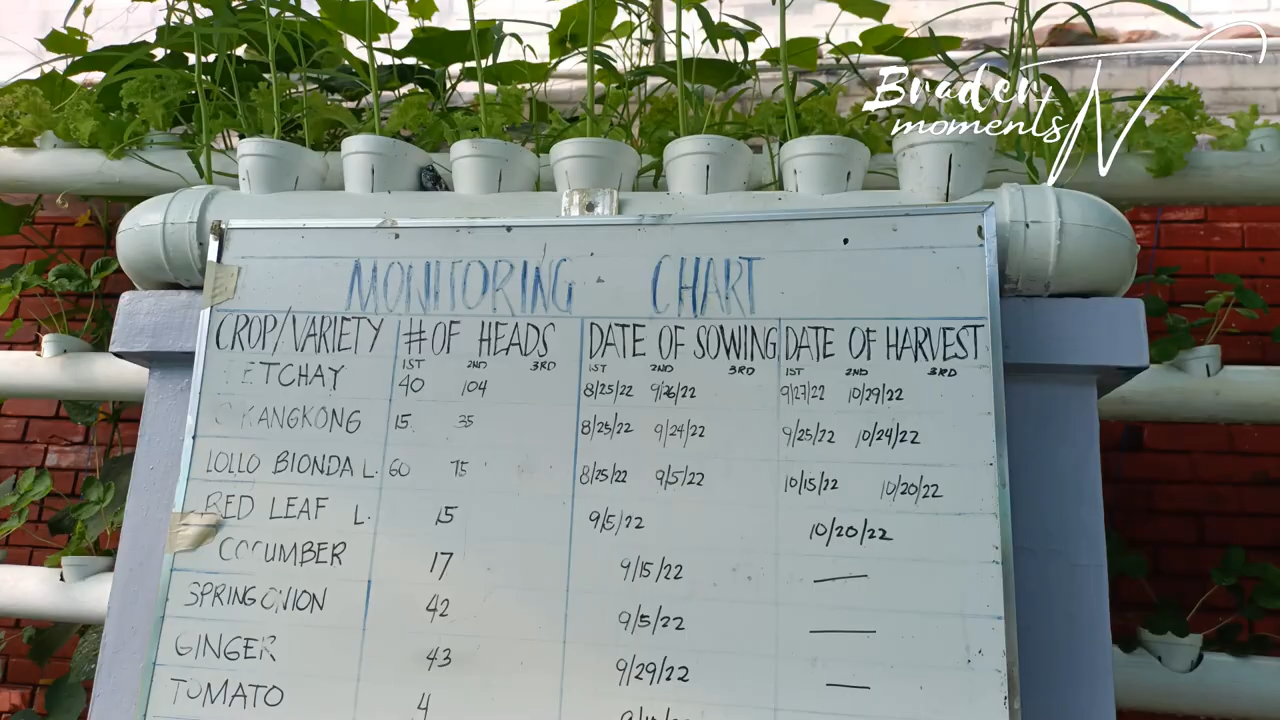 Braden
moments N
MONITORING CHART
CROP/VARIETY # OF HEADS DATE OF SOWING DATE OF HARVEST
1ST 2ND 3RD 1ST 2ND 3RD 1ST 2ND 3RD
ETCHAY 40 104 8/25/22 9/26/22 9/27/22 10/29/22
KANGKONG 15 35 8/25/22 9/24/22 9/25/22 10/24/22
LOLLO BIONDA L. 60 75 8/25/22 9/5/22 10/15/22 10/20/22
RED LEAF L. 15 9/5/22 10/20/22
COCUMBER 17 9/15/22 —
SPRING ONION 42 9/5/22 —
GINGER 43 9/29/22 —
TOMATO 4